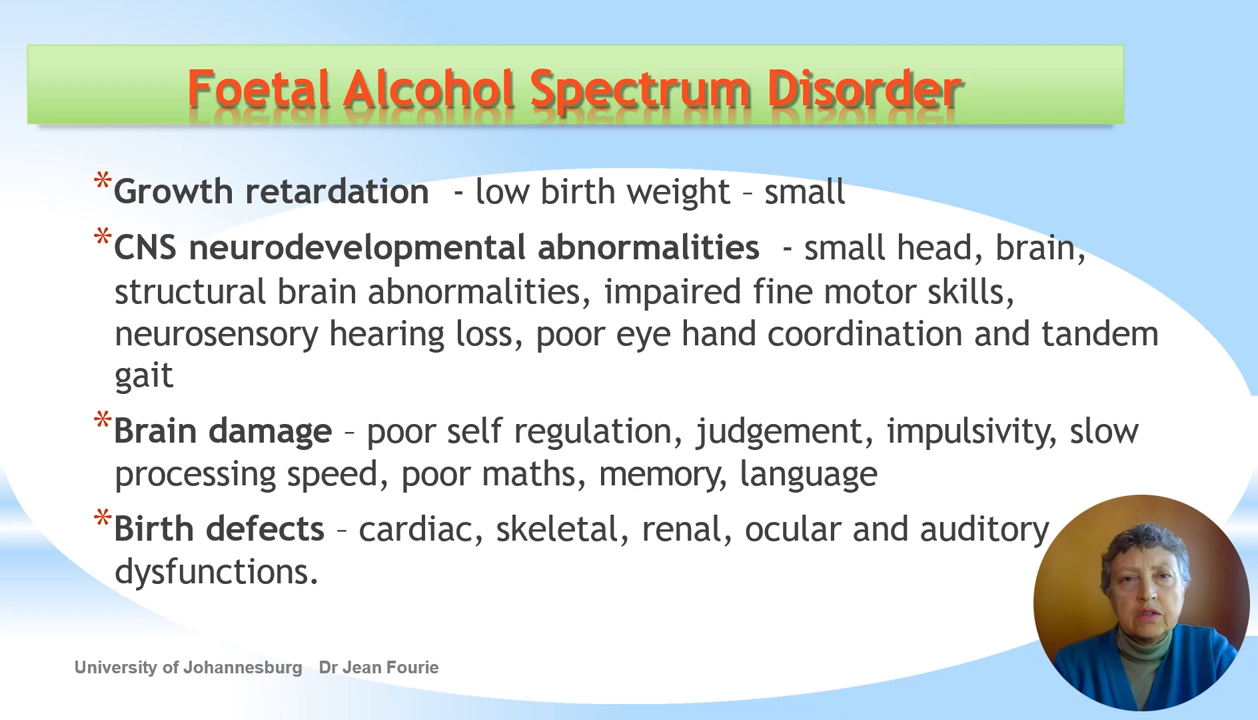 Foetal Alcohol Spectrum Disorder
*Growth retardation - low birth weight – small
*CNS neurodevelopmental abnormalities - small head, brain,
structural brain abnormalities, impaired fine motor skills,
neurosensory hearing loss, poor eye hand coordination and tandem
gait
*Brain damage – poor self regulation, judgement, impulsivity, slow
processing speed, poor maths, memory, language
*Birth defects – cardiac, skeletal, renal, ocular and auditory
dysfunctions.
University of Johannesburg Dr Jean Fourie